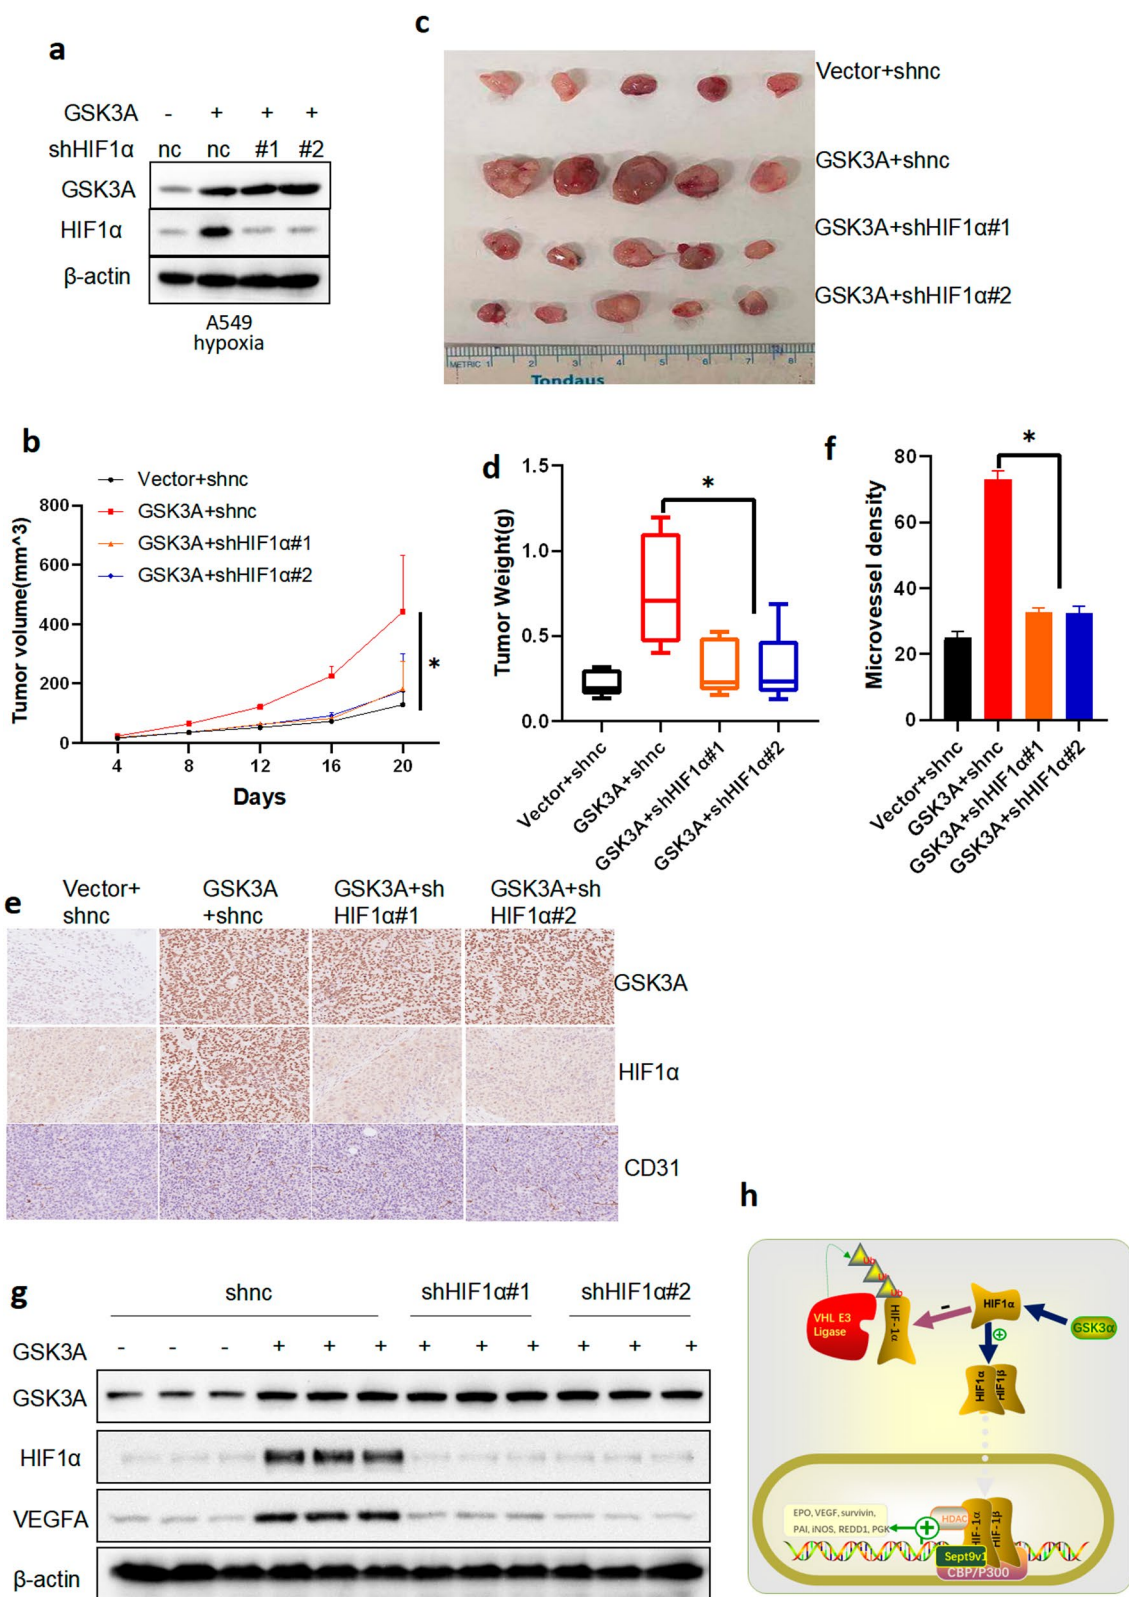 a
GSK3A - + + +
shHIF1α nc nc #1 #2
GSK3A
HIF1α
β-actin
A549
hypoxia
c
Vector+shnc
GSK3A+shnc
GSK3A+shHIF1α#1
GSK3A+shHIF1α#2
METRIC 1 2 3 4 5 6 7 8
Tondaus
b
Vector+shnc
GSK3A+shnc
GSK3A+shHIF1α#1
GSK3A+shHIF1α#2
Tumor volume(mm^3)
800
600
400
200
0
*
4 8 12 16 20
Days
d
Tumor Weight(g)
1.5
1.0
0.5
0.0
*
Vector+shnc
GSK3A+shnc
GSK3A+shHIF1α#1
GSK3A+shHIF1α#2
f
Microvessel density
80
60
40
20
0
*
Vector+shnc
GSK3A+shnc
GSK3A+shHIF1α#1
GSK3A+shHIF1α#2
e
Vector+
shnc
GSK3A
+shnc
GSK3A+sh
HIF1α#1
GSK3A+sh
HIF1α#2
GSK3A
HIF1α
CD31
g
shnc shHIF1α#1 shHIF1α#2
GSK3A - - - + + + + + + + + +
GSK3A
HIF1α
VEGFA
β-actin
h
Ub
Ub
Ub
VHL E3
Ligase
HIF-1α
-
HIF1α
GSK3α
+
HIF1α
HIF1β
EPO, VEGF, survivin,
PAI, iNOS, REDD1, PGK
+
HDAC
HIF-1α
HIF-1β
Sept9v1
CBP/P300